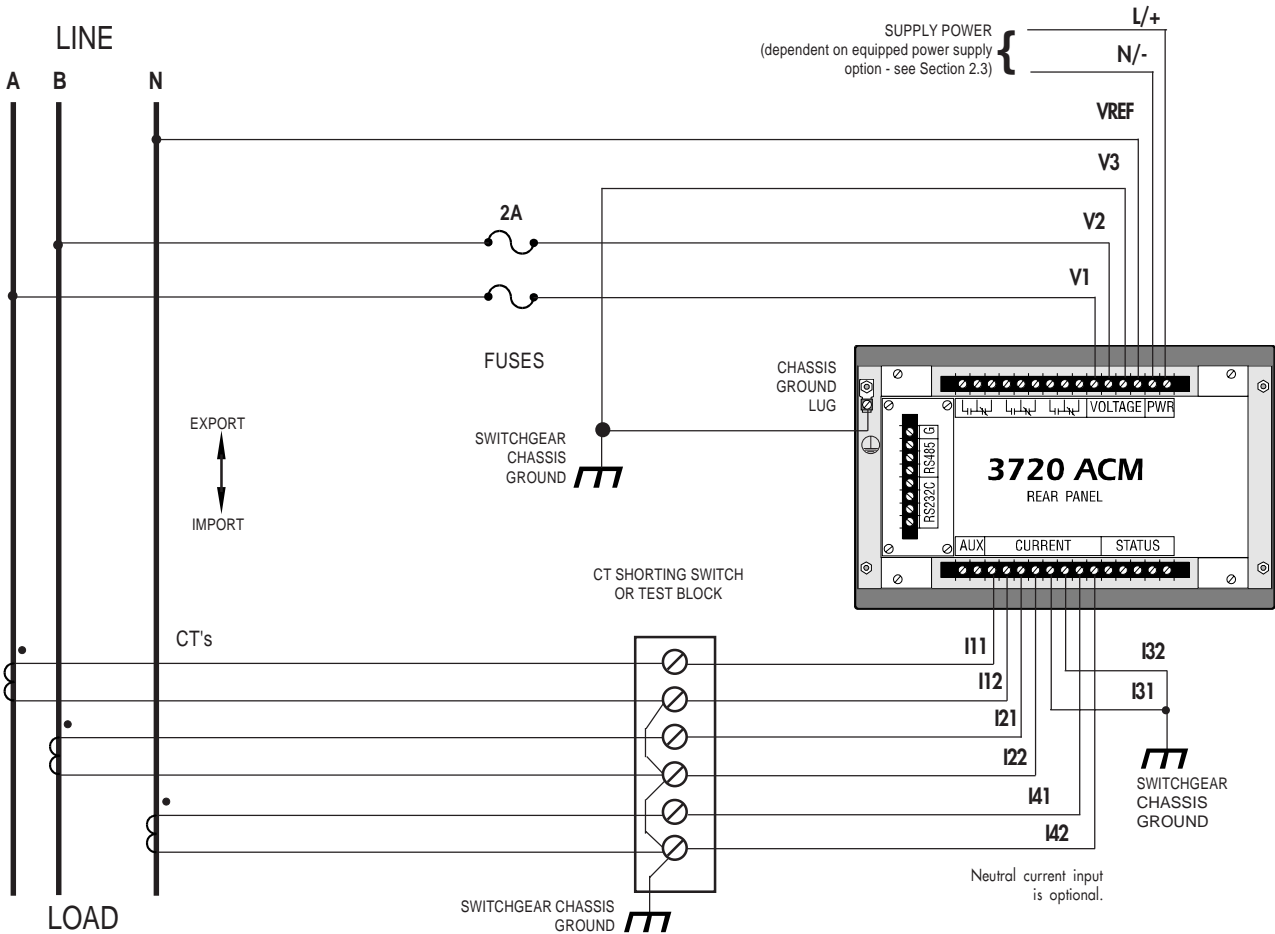 LINE
A
B
N
SUPPLY POWER
(dependent on equipped power supply
option - see Section 2.3)
{
L/+
N/-
VREF
V3
2A
V2
V1
FUSES
CHASSIS
GROUND
LUG
EXPORT
IMPORT
SWITCHGEAR
CHASSIS
GROUND
VOLTAGE
PWR
G
RS485
RS232C
3720 ACM
REAR PANEL
AUX
CURRENT
STATUS
CT SHORTING SWITCH
OR TEST BLOCK
CT's
I11
I12
I21
I22
I41
I42
I32
I31
SWITCHGEAR
CHASSIS
GROUND
Neutral current input
is optional.
LOAD
SWITCHGEAR CHASSIS
GROUND